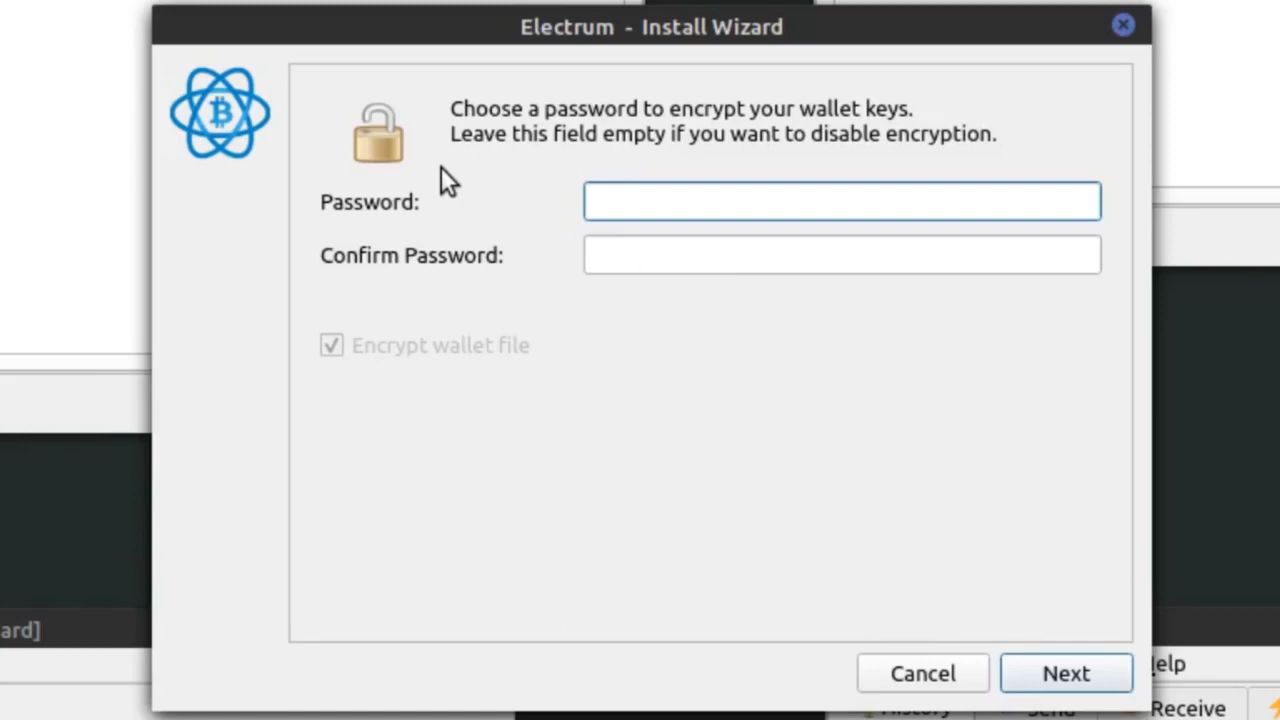 Electrum - Install Wizard
Choose a password to encrypt your wallet keys.
Leave this field empty if you want to disable encryption.
Password:
Confirm Password:
Encrypt wallet file
ard]
Cancel
Next
elp
Receive